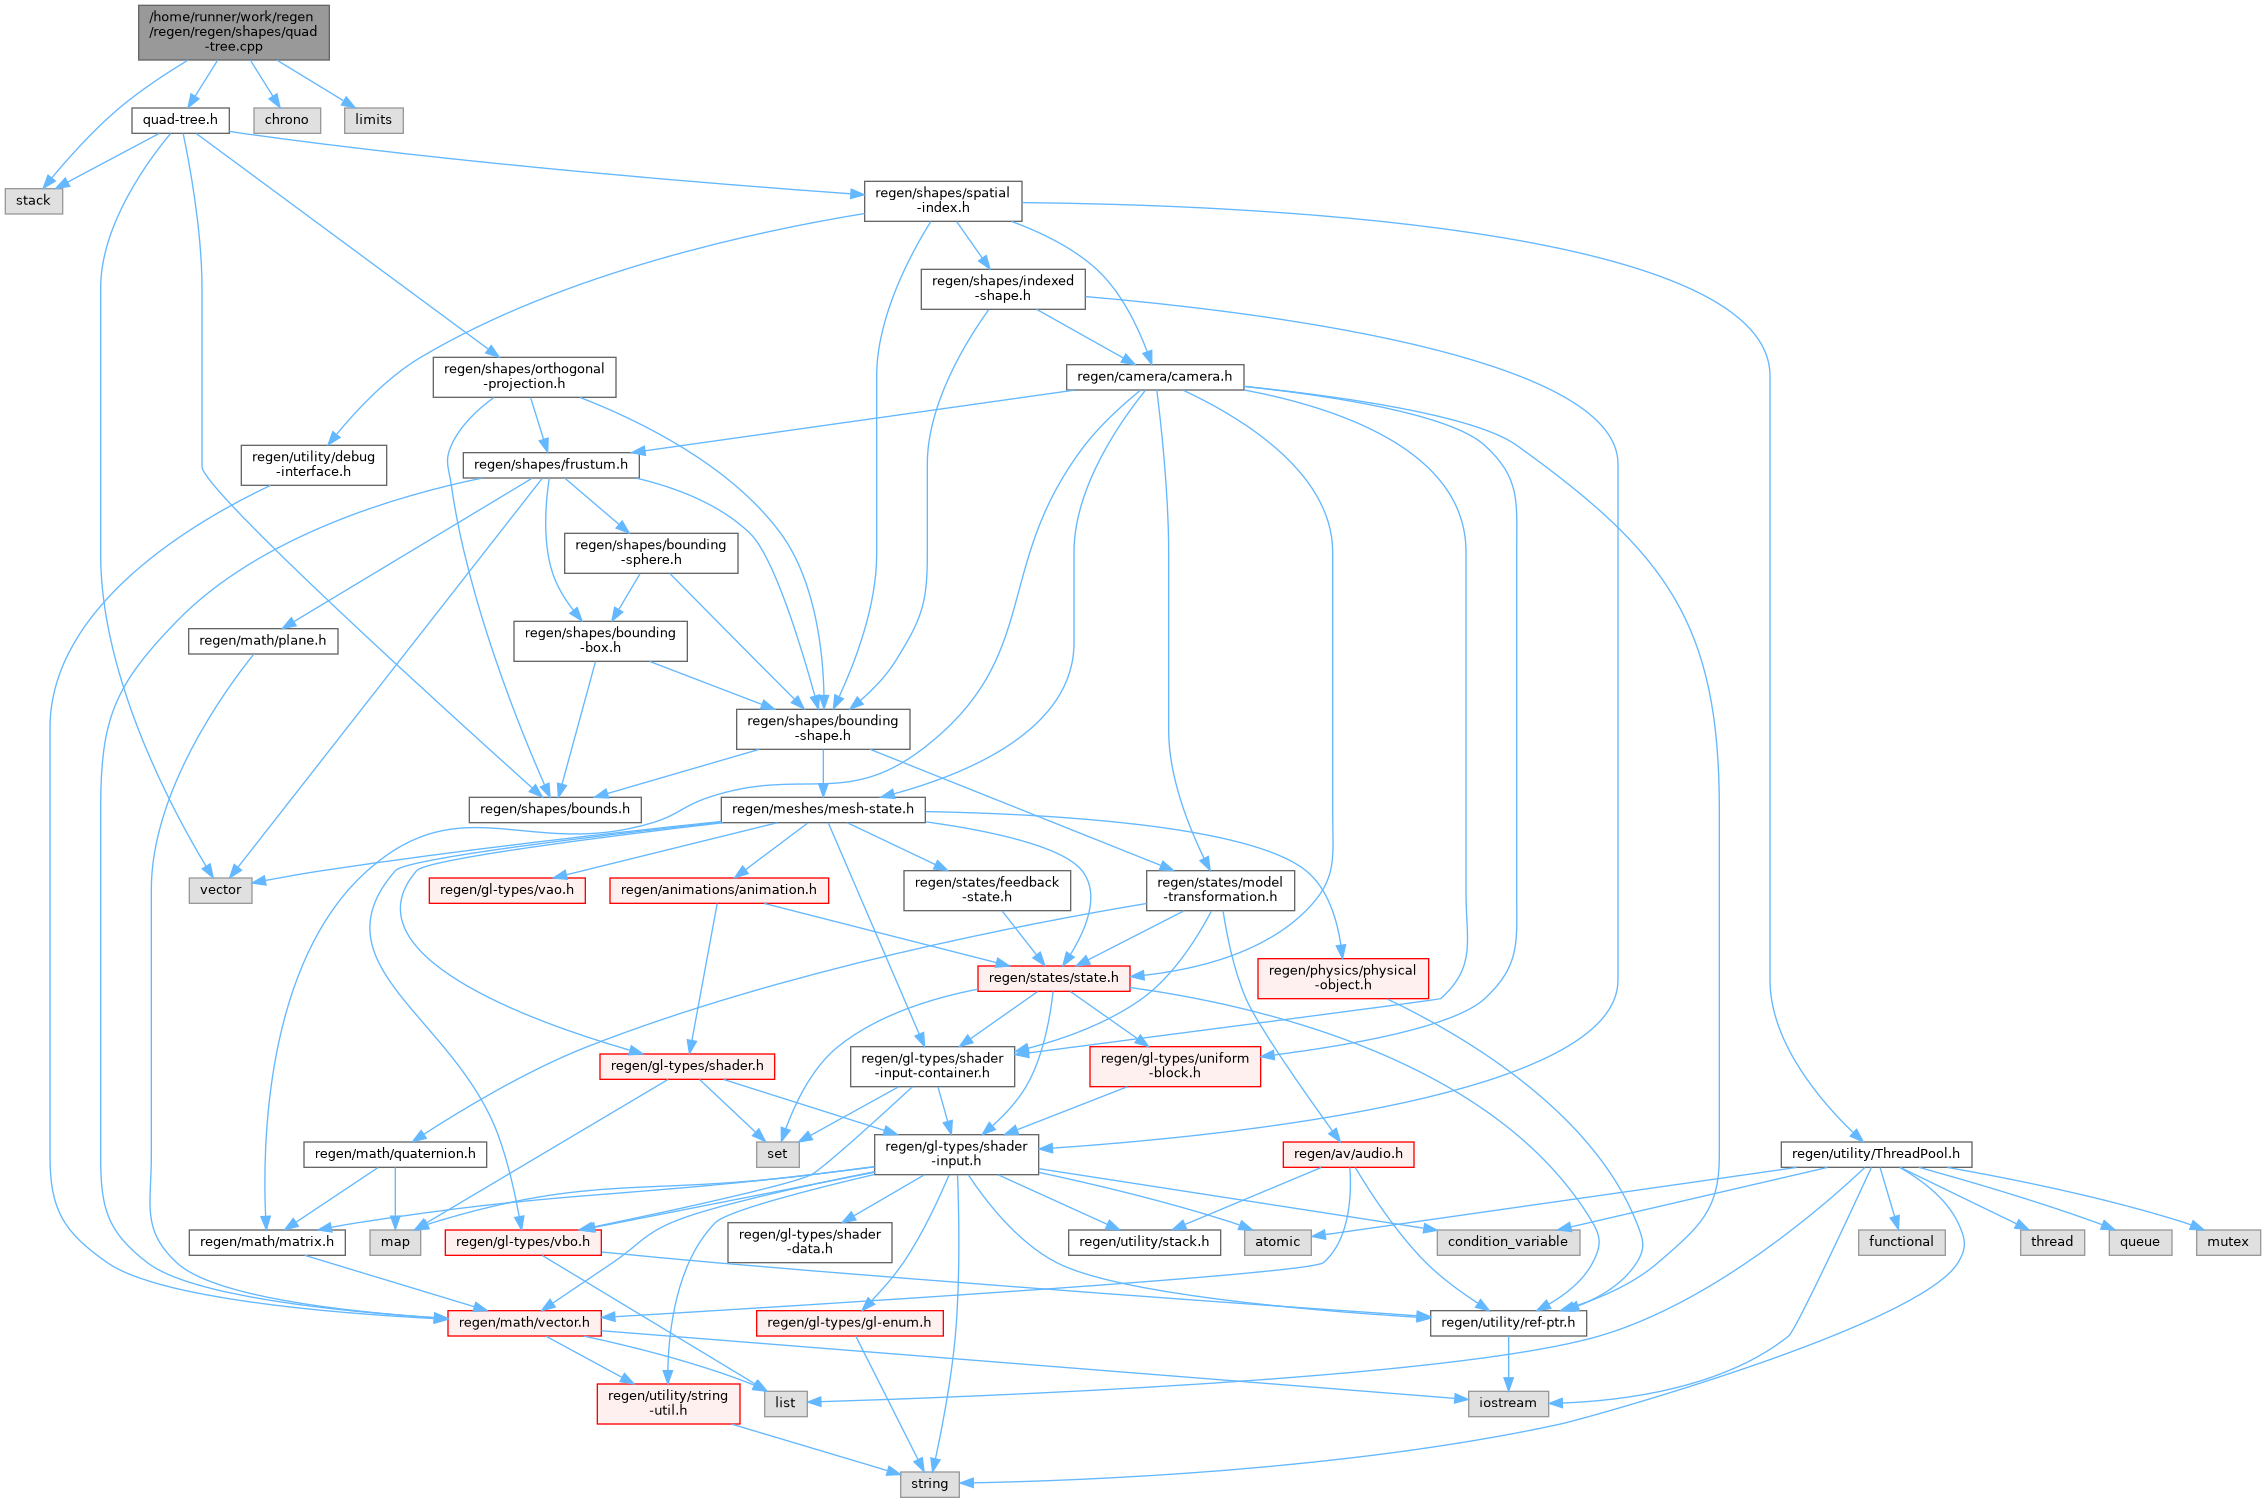 /home/runner/work/regen
/regen/regen/shapes/quad
-tree.cpp
quad-tree.h
chrono
limits
stack
regen/shapes/spatial
-index.h
regen/shapes/indexed
-shape.h
regen/shapes/orthogonal
-projection.h
regen/camera/camera.h
regen/utility/debug
-interface.h
regen/shapes/frustum.h
regen/shapes/bounding
-sphere.h
regen/math/plane.h
regen/shapes/bounding
-box.h
regen/shapes/bounding
-shape.h
regen/shapes/bounds.h
regen/meshes/mesh-state.h
vector
regen/gl-types/vao.h
regen/animations/animation.h
regen/states/feedback
-state.h
regen/states/model
-transformation.h
regen/states/state.h
regen/physics/physical
-object.h
regen/gl-types/shader.h
regen/gl-types/shader
-input-container.h
regen/gl-types/uniform
-block.h
regen/math/quaternion.h
set
regen/gl-types/shader
-input.h
regen/av/audio.h
regen/utility/ThreadPool.h
regen/math/matrix.h
map
regen/gl-types/vbo.h
regen/gl-types/shader
-data.h
regen/utility/stack.h
atomic
condition_variable
functional
thread
queue
mutex
regen/math/vector.h
regen/gl-types/gl-enum.h
regen/utility/ref-ptr.h
regen/utility/string
-util.h
list
iostream
string